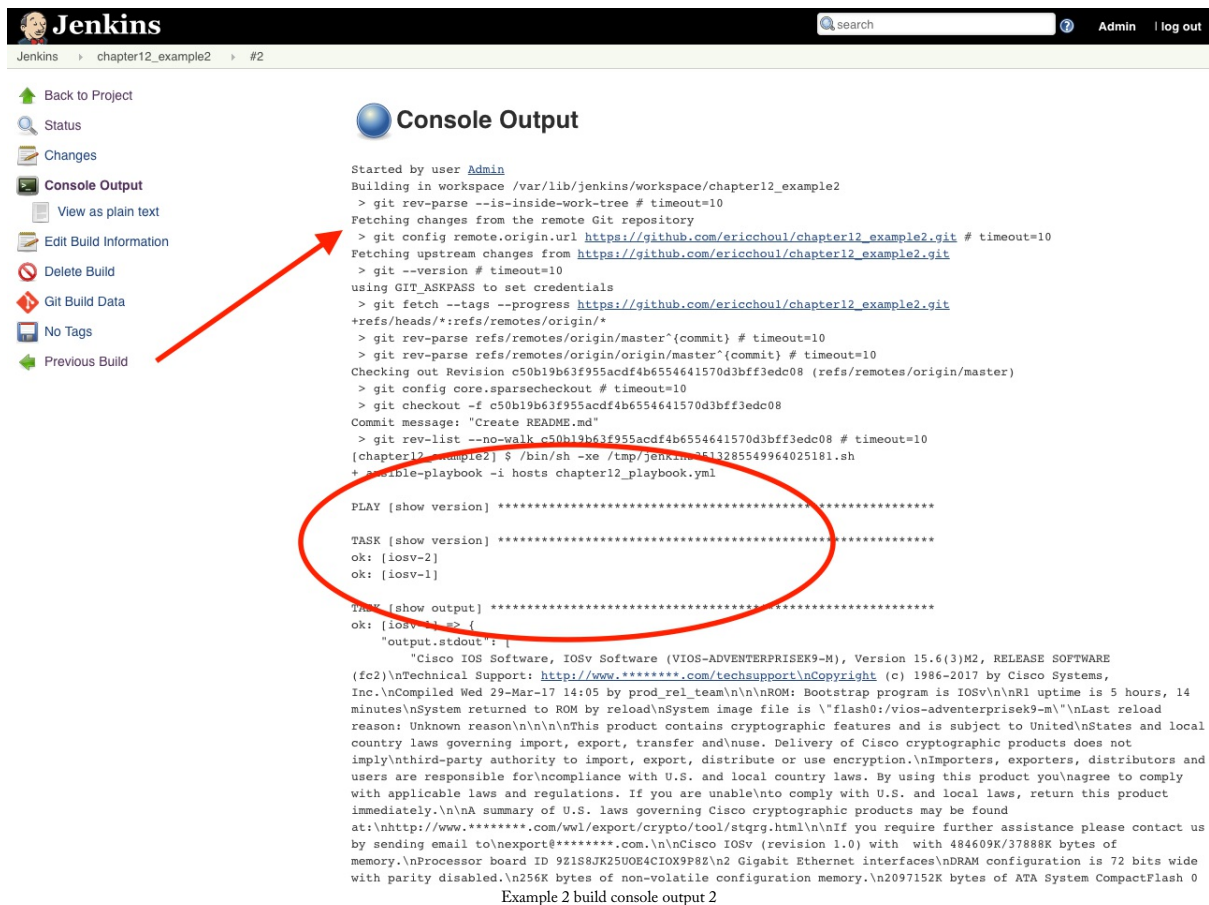 Jenkins
search
Admin | log out
Jenkins chapter12_example2 #2
Back to Project
Status
Changes
Console Output
View as plain text
Edit Build Information
Delete Build
Git Build Data
No Tags
Previous Build
Console Output
Started by user Admin
Building in workspace /var/lib/jenkins/workspace/chapter12_example2
 > git rev-parse --is-inside-work-tree # timeout=10
Fetching changes from the remote Git repository
 > git config remote.origin.url https://github.com/ericchou1/chapter12_example2.git # timeout=10
Fetching upstream changes from https://github.com/ericchou1/chapter12_example2.git
 > git --version # timeout=10
using GIT_ASKPASS to set credentials
 > git fetch --tags --progress https://github.com/ericchou1/chapter12_example2.git
+refs/heads/*:refs/remotes/origin/*
 > git rev-parse refs/remotes/origin/master^{commit} # timeout=10
 > git rev-parse refs/remotes/origin/origin/master^{commit} # timeout=10
Checking out Revision c50b19b63f955acdf4b6554641570d3bff3edc08 (refs/remotes/origin/master)
 > git config core.sparsecheckout # timeout=10
 > git checkout -f c50b19b63f955acdf4b6554641570d3bff3edc08
Commit message: "Create README.md"
 > git rev-list --no-walk c50b19b63f955acdf4b6554641570d3bff3edc08 # timeout=10
[chapter12_example2] $ /bin/sh -xe
+ ansible-playbook -i hosts chapter12_playbook.yml
PLAY [show version] ************************************************************
TASK [show version] ************************************************************
ok: [iosv-2]
ok: [iosv-1]
TASK [show output] *************************************************************
ok: [iosv-1] => {
"output.stdout": [
"Cisco IOS Software, IOSv Software (VIOS-ADVENTERPRISEK9-M), Version 15.6(3)M2, RELEASE SOFTWARE
(fc2)\nTechnical Support: http://www.********.com/techsupport\nCopyright (c) 1986-2017 by Cisco Systems,
Inc.\nCompiled Wed 29-Mar-17 14:05 by prod_rel_team\n\n\nROM: Bootstrap program is IOSv\n\nR1 uptime is 5 hours, 14
minutes\nSystem returned to ROM by reload\nSystem image file is \"flash0:/vios-adventerprisek9-m\"\nLast reload
reason: Unknown reason\n\n\n\nThis product contains cryptographic features and is subject to United\nStates and local
country laws governing import, export, transfer and\nuse. Delivery of Cisco cryptographic products does not
imply\nthird-party authority to import, export, distribute or use encryption.\nImporters, exporters, distributors and
users are responsible for\ncompliance with U.S. and local country laws. By using this product you\nagree to comply
with applicable laws and regulations. If you are unable\nto comply with U.S. and local laws, return this product
immediately.\n\nA summary of U.S. laws governing Cisco cryptographic products may be found
at:\nhttp://www.********.com/wwl/export/crypto/tool/stqrg.html\n\nIf you require further assistance please contact us
by sending email to\nexport@********.com.\n\nCisco IOSv (revision 1.0) with  with 484609K/37888K bytes of
memory.\nProcessor board ID 9Z1S8JK25UOE4CIOX9P8Z\n2 Gigabit Ethernet interfaces\nDRAM configuration is 72 bits wide
with parity disabled.\n256K bytes of non-volatile configuration memory.\n2097152K bytes of ATA System CompactFlash 0
Example 2 build console output 2